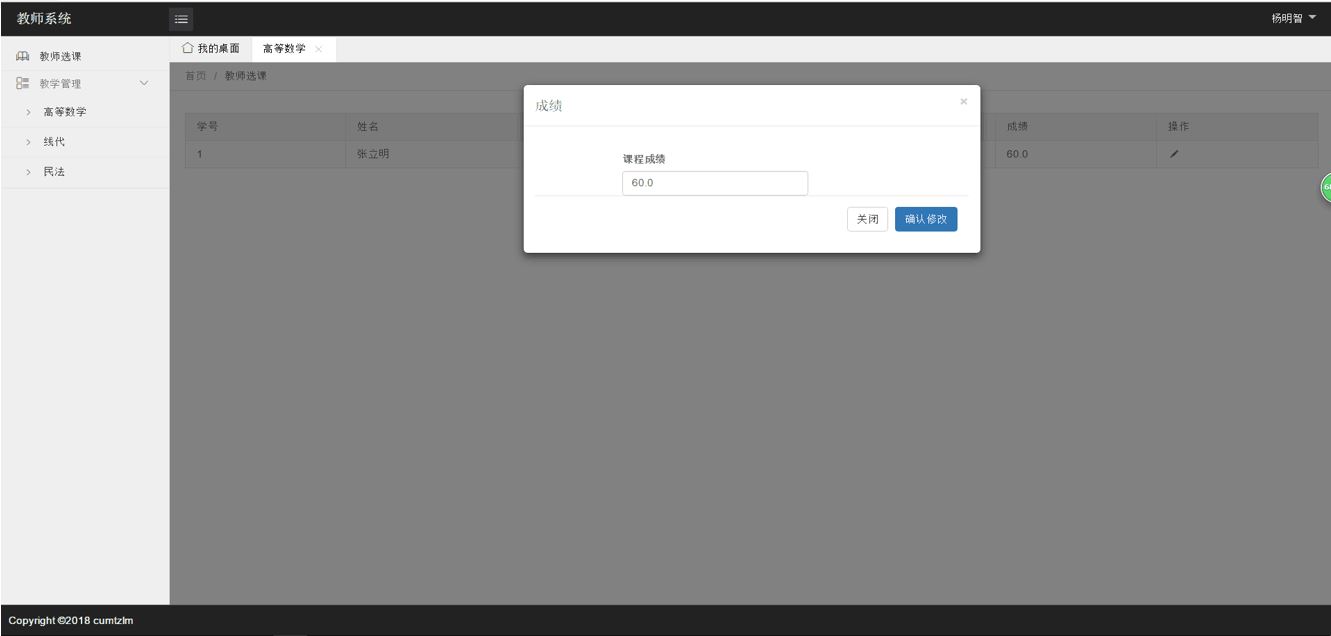 教师系统
杨明智
教师选课
我的桌面
高等数学
教学管理
首页 / 教师选课
高等数学
线代
民法
学号
姓名
成绩
操作
1
张立明
60.0
成绩
×
课程成绩
60.0
关闭
确认修改
Copyright ©2018 cumtzlm